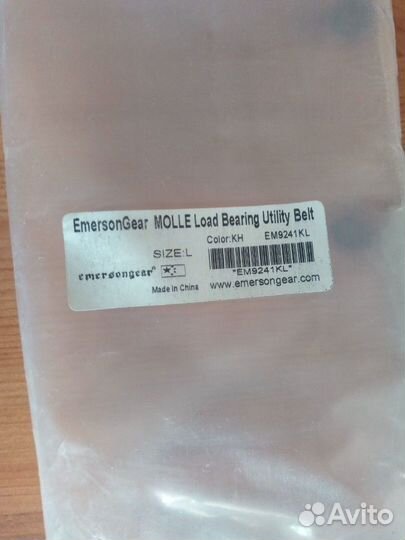 EmersonGear MOLLE Load Bearing Utility Belt
Color:KH EM9241KL
SIZE:L
emersongear®
"EM9241KL"
Made in China www.emersongear.com
Avito